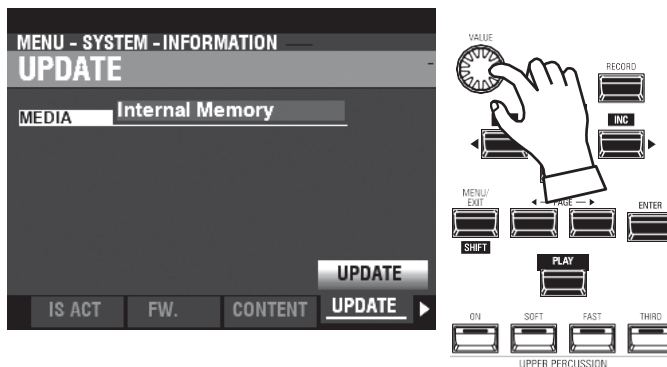 MENU - SYSTEM - INFORMATION
UPDATE
MEDIA Internal Memory
UPDATE
IS ACT FW. CONTENT UPDATE
VALUE
RECORD
INC
MENU/
EXIT
PAGE
ENTER
SHIFT
PLAY
ON SOFT FAST THIRD
UPPER PERCUSSION